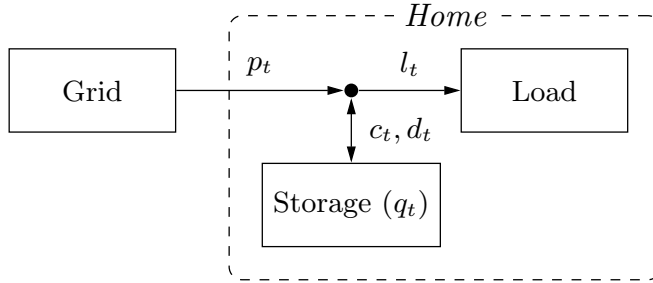 Home
p_t
l_t
Grid
Load
c_t, d_t
Storage (q_t)